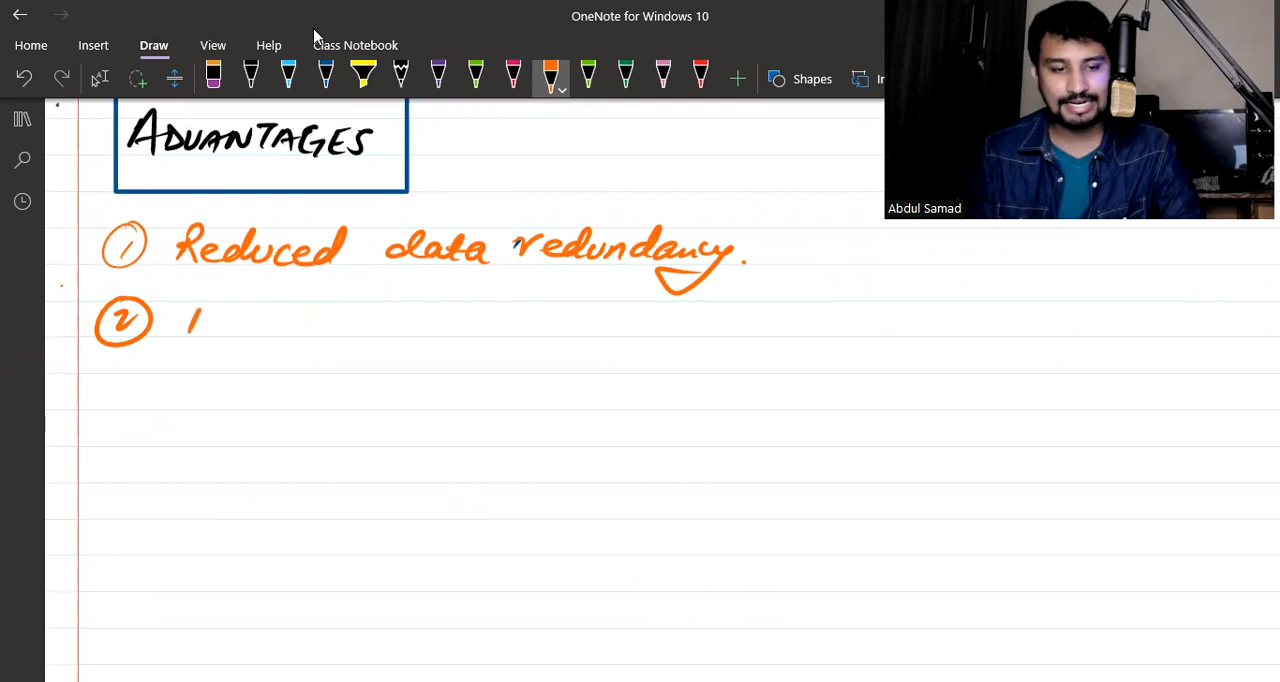 OneNote for Windows 10
Home Insert Draw View Help Class Notebook
Shapes In
Abdul Samad
ADVANTAGES
1 Reduced data redundancy.
2